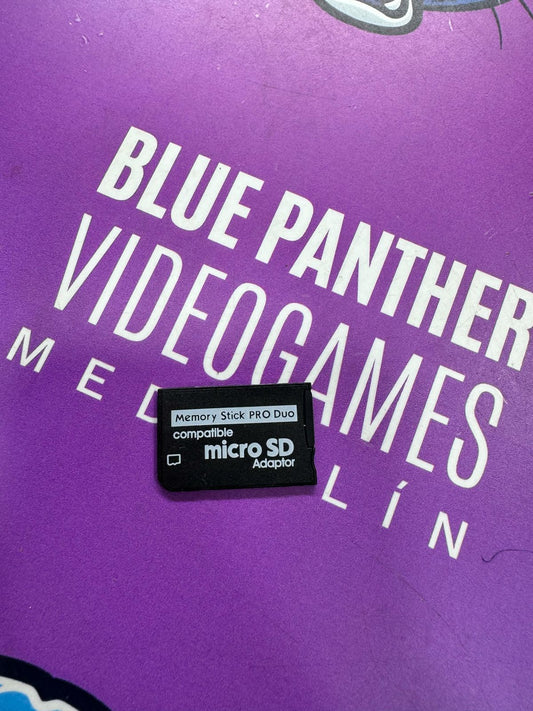 BLUE PANTHER
VIDEOGAMES
MED LÍN
Memory Stick PRO Duo
compatible
micro SD
Adaptor